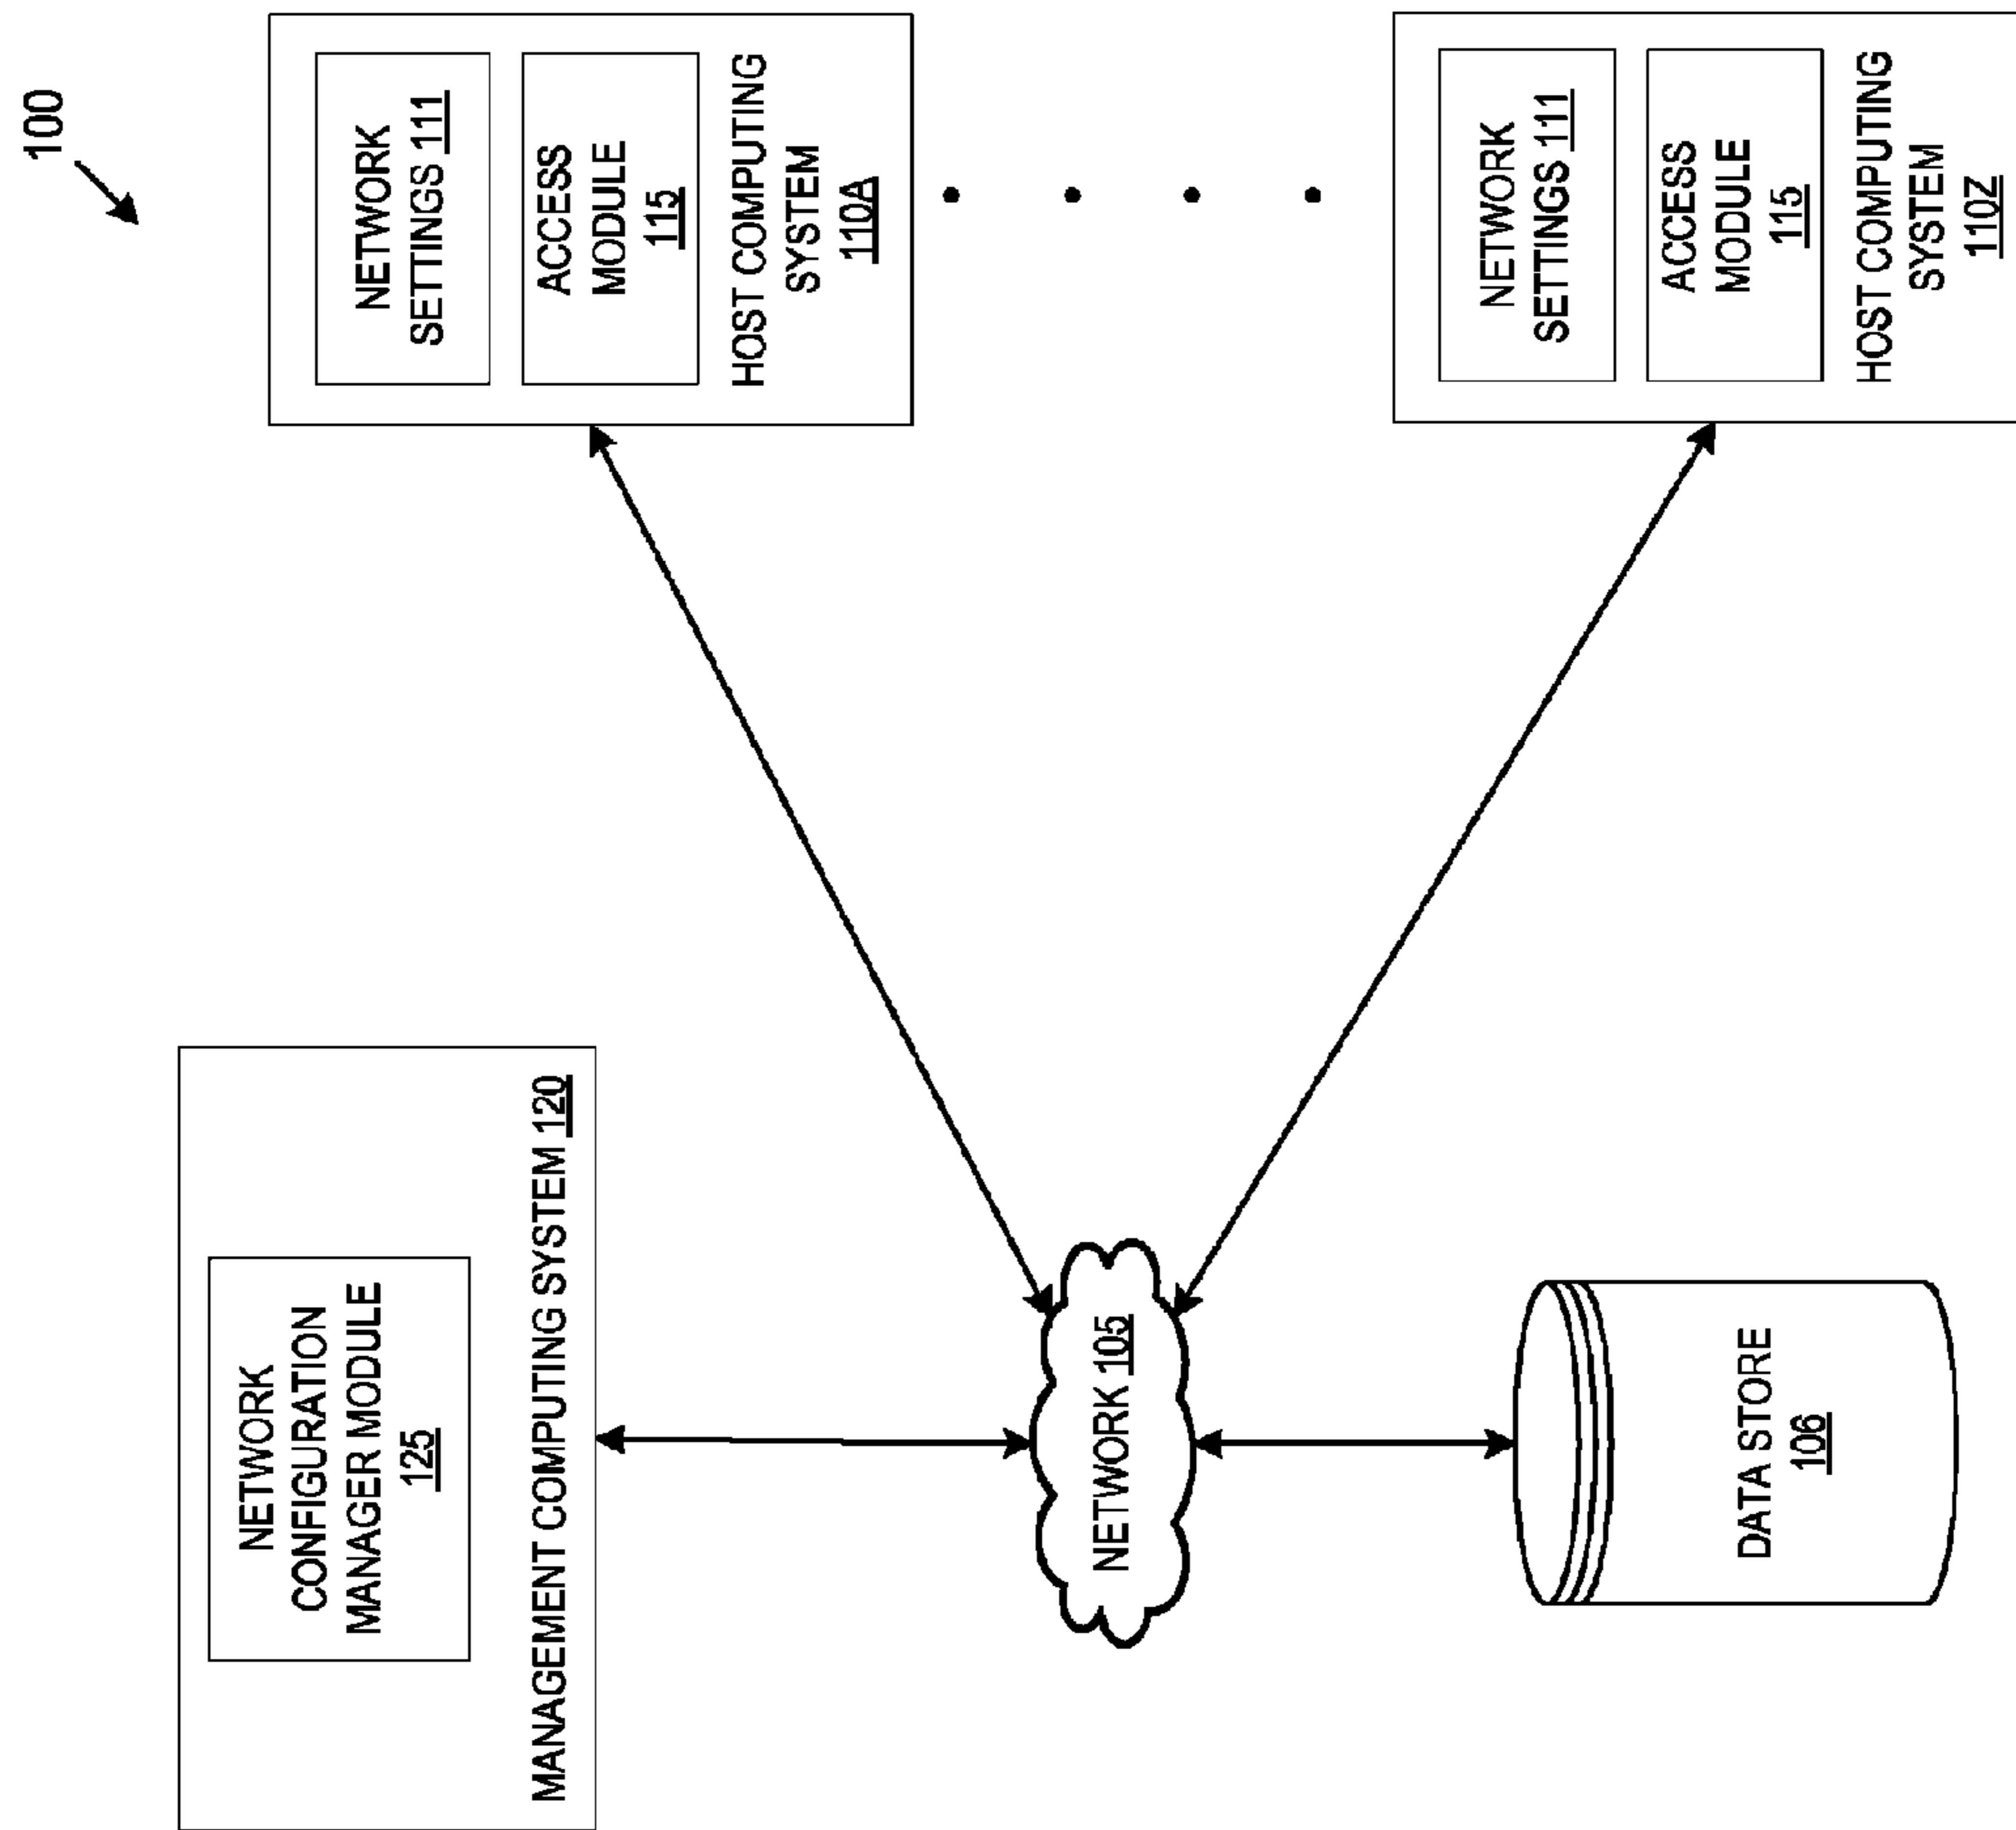 100
NETWORK
CONFIGURATION
MANAGER MODULE
125
MANAGEMENT COMPUTING SYSTEM 120
NETWORK
SETTINGS 111
ACCESS
MODULE
115
HOST COMPUTING
SYSTEM
110A
NETWORK 105
DATA STORE
106
NETWORK
SETTINGS 111
ACCESS
MODULE
115
HOST COMPUTING
SYSTEM
110Z